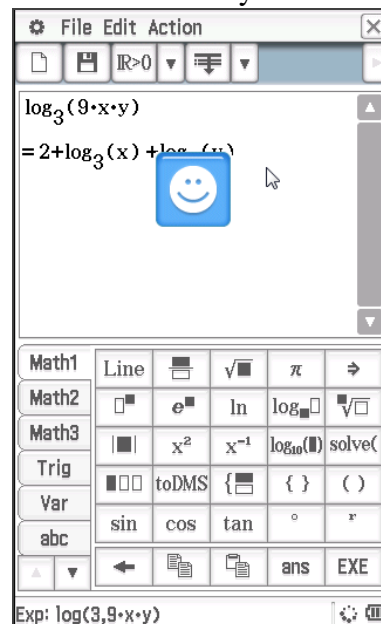 File Edit Action
ℝ>0
log₃(9·x·y)
=2+log₃(x)+log (y)
Math1
Math2
Math3
Trig
Var
abc
Line √■ π ⇒
□■ e■ ln log■□ ■√□
|■| x² x⁻¹ log₁₀(■) solve(
■□□ toDMS { } ( )
sin cos tan ° r
ans EXE
Exp: log(3,9·x·y)